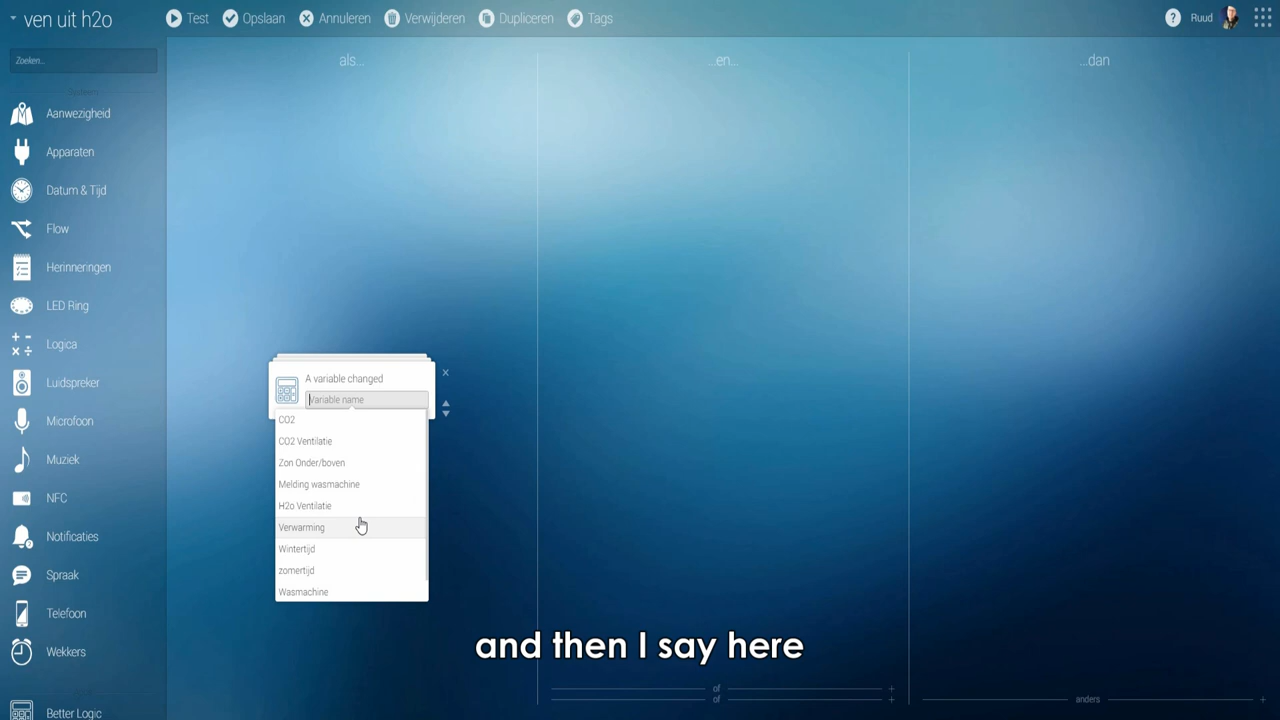 ven uit h2o
Test
Opslaan
Annuleren
Verwijderen
Dupliceren
Tags
?
Ruud
Zoeken...
als...
...en...
...dan
Aanwezigheid
Apparaten
Datum & Tijd
Flow
Herinneringen
LED Ring
Logica
Luidspreker
Microfoon
Muziek
NFC
Notificaties
Spraak
Telefoon
Wekkers
Better Logic
A variable changed
x
Variable name
CO2
CO2 Ventilatie
Zon Onder/boven
Melding wasmachine
H2o Ventilatie
Verwarming
Wintertijd
zomertijd
Wasmachine
and then I say here
of
of
anders